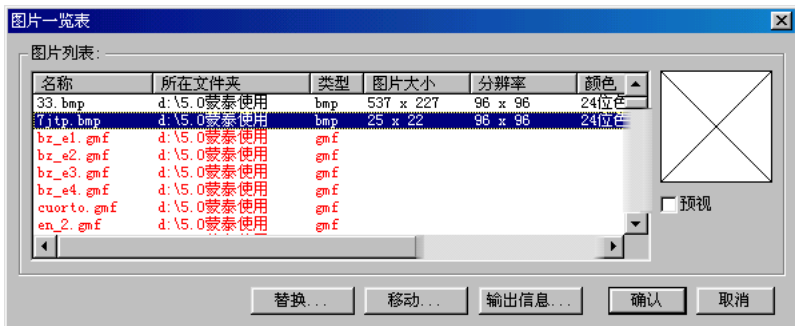 图片一览表
图片列表:
名称 所在文件夹 类型 图片大小 分辨率 颜色
33.bmp d:\5.0蒙泰使用 bmp 537 x 227 96 x 96 24位色
7jtp.bmp d:\5.0蒙泰使用 bmp 25 x 22 96 x 96 24位色
bz_e1.gmf d:\5.0蒙泰使用 gmf
bz_e2.gmf d:\5.0蒙泰使用 gmf
bz_e3.gmf d:\5.0蒙泰使用 gmf
bz_e4.gmf d:\5.0蒙泰使用 gmf
cuorto.gmf d:\5.0蒙泰使用 gmf
en_2.gmf d:\5.0蒙泰使用 gmf
预视
替换... 移动... 输出信息... 确认 取消